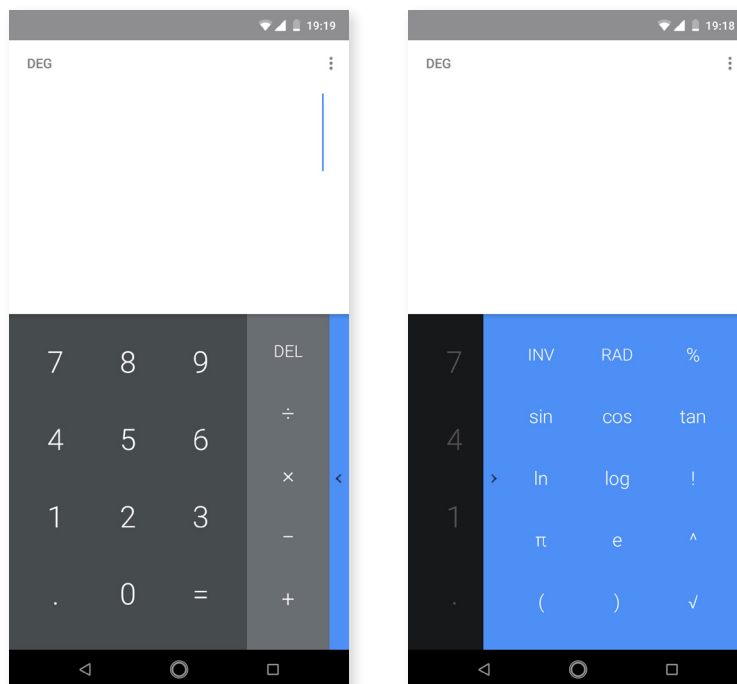 19:19
DEG
7 8 9 DEL
÷
4 5 6
×
1 2 3
−
. 0 = +
19:18
DEG
7 INV RAD %
sin cos tan
4
ln log !
1
π e ^
. ( ) √